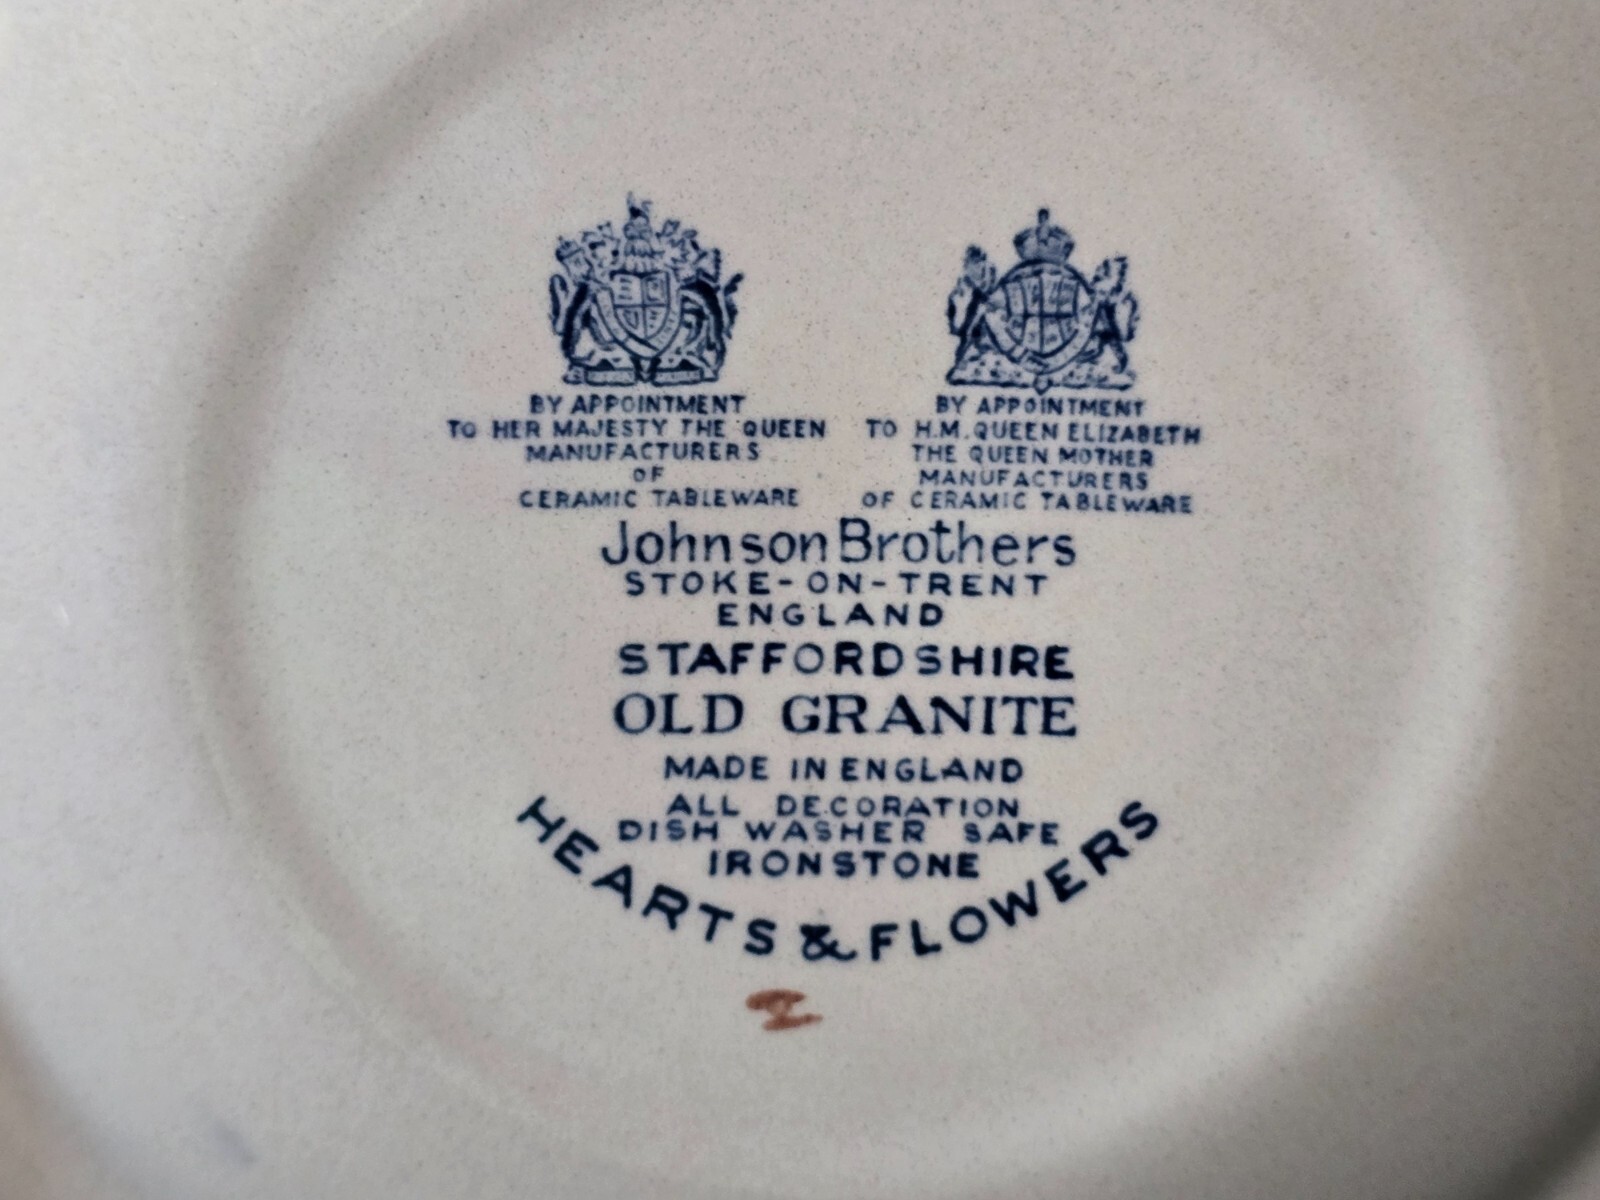 BY APPOINTMENT
TO HER MAJESTY THE QUEEN
MANUFACTURERS
OF
CERAMIC TABLEWARE
BY APPOINTMENT
TO H.M. QUEEN ELIZABETH
THE QUEEN MOTHER
MANUFACTURERS
OF CERAMIC TABLEWARE
Johnson Brothers
STOKE-ON-TRENT
ENGLAND
STAFFORDSHIRE
OLD GRANITE
MADE IN ENGLAND
ALL DECORATION
DISH WASHER SAFE
IRONSTONE
HEARTS & FLOWERS